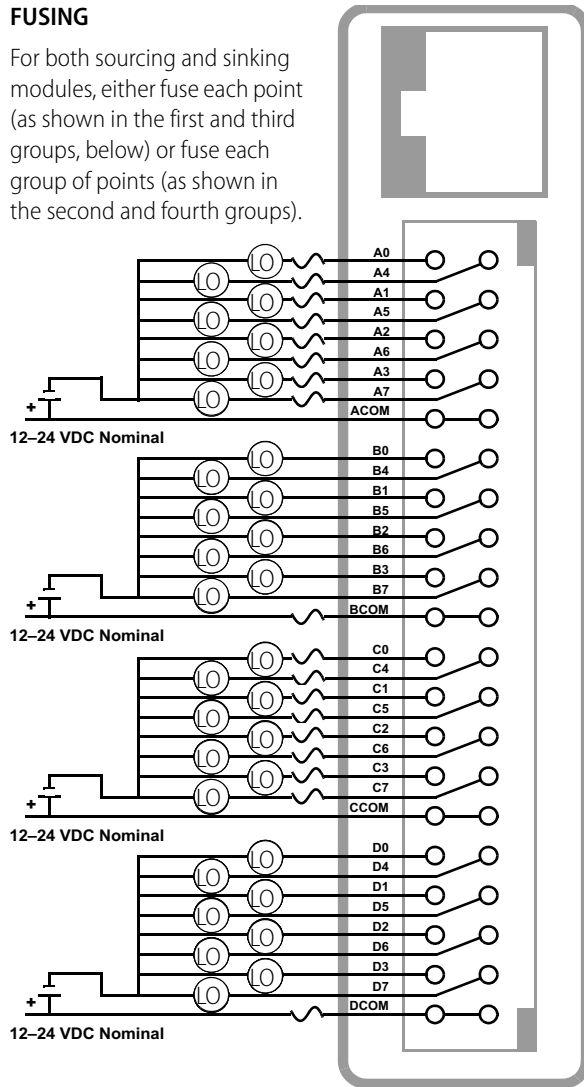 FUSING
For both sourcing and sinking
modules, either fuse each point
(as shown in the first and third
groups, below) or fuse each
group of points (as shown in
the second and fourth groups).
LO A0
LO A4
LO A1
LO A5
LO A2
LO A6
LO A3
LO A7
+ ACOM
12–24 VDC Nominal
LO B0
LO B4
LO B1
LO B5
LO B2
LO B6
LO B3
LO B7
+ BCOM
12–24 VDC Nominal
LO C0
LO C4
LO C1
LO C5
LO C2
LO C6
LO C3
LO C7
+ CCOM
12–24 VDC Nominal
LO D0
LO D4
LO D1
LO D5
LO D2
LO D6
LO D3
LO D7
+ DCOM
12–24 VDC Nominal